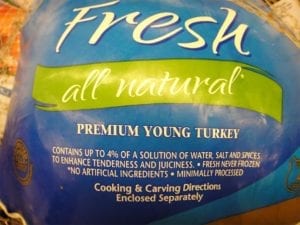 Fresh
all natural*
PREMIUM YOUNG TURKEY
CONTAINS UP TO 4% OF A SOLUTION OF WATER, SALT AND SPICES
TO ENHANCE TENDERNESS AND JUICINESS. • FRESH NEVER FROZEN
*NO ARTIFICIAL INGREDIENTS • MINIMALLY PROCESSED
Cooking & Carving Directions
Enclosed Separately